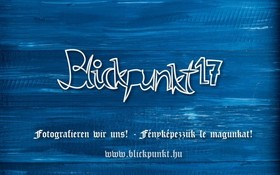 Blickpunkt17
Fotografieren wir uns! - Fényképezzük le magunkat!
www.blickpunkt.hu